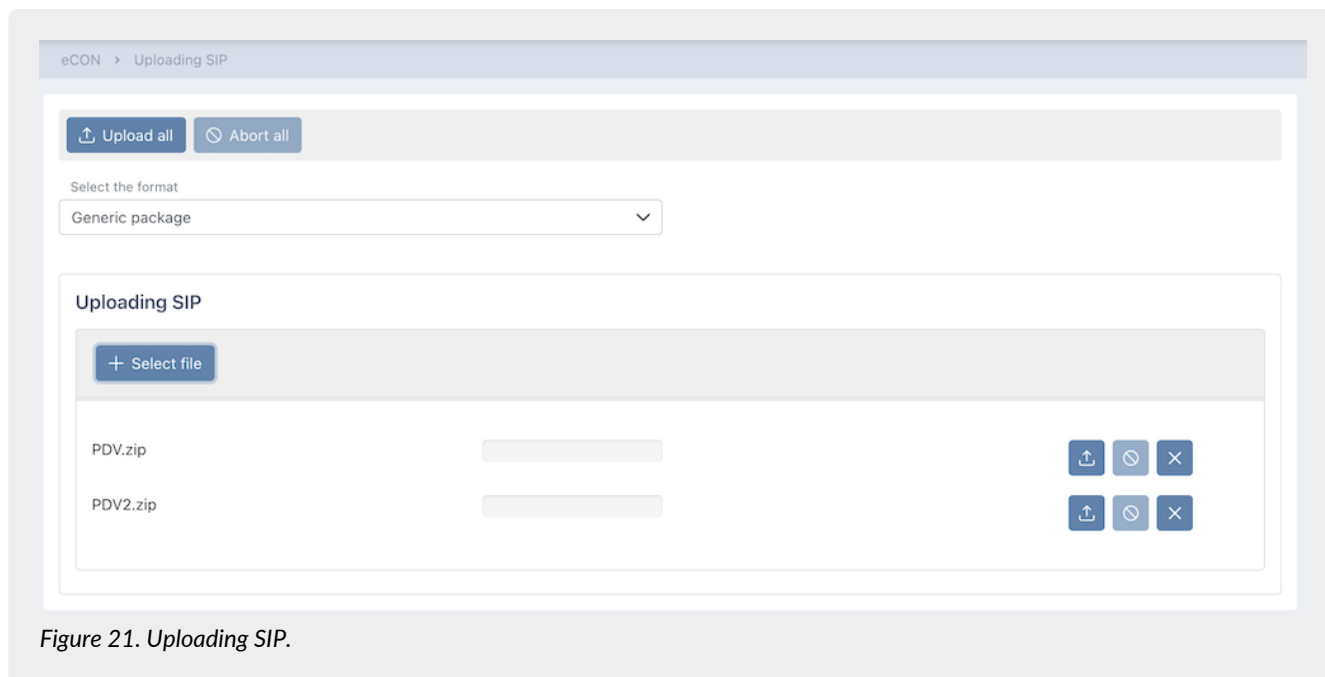 eCON > Uploading SIP
Upload all Abort all
Select the format
Generic package
Uploading SIP
+ Select file
PDV.zip
PDV2.zip
Figure 21. Uploading SIP.